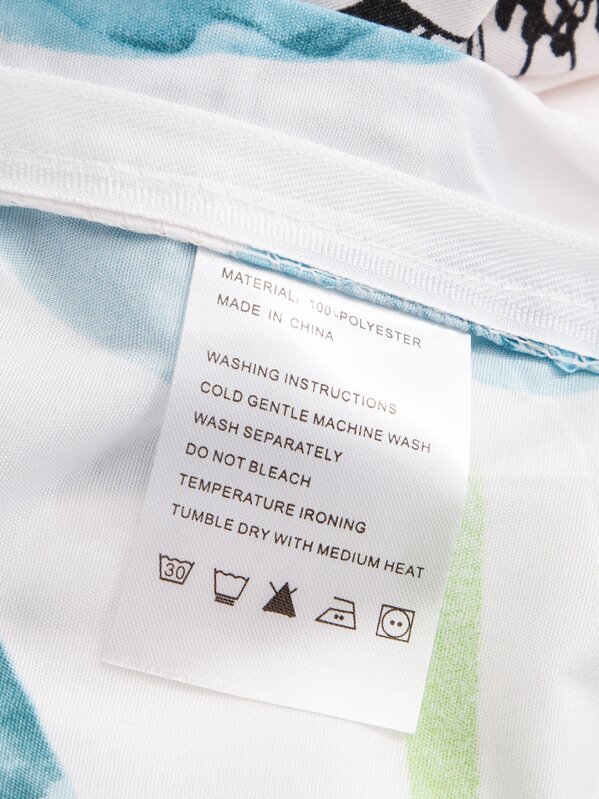 MATERIAL: 100%POLYESTER
MADE IN CHINA
WASHING INSTRUCTIONS
COLD GENTLE MACHINE WASH
WASH SEPARATELY
DO NOT BLEACH
TEMPERATURE IRONING
TUMBLE DRY WITH MEDIUM HEAT
30